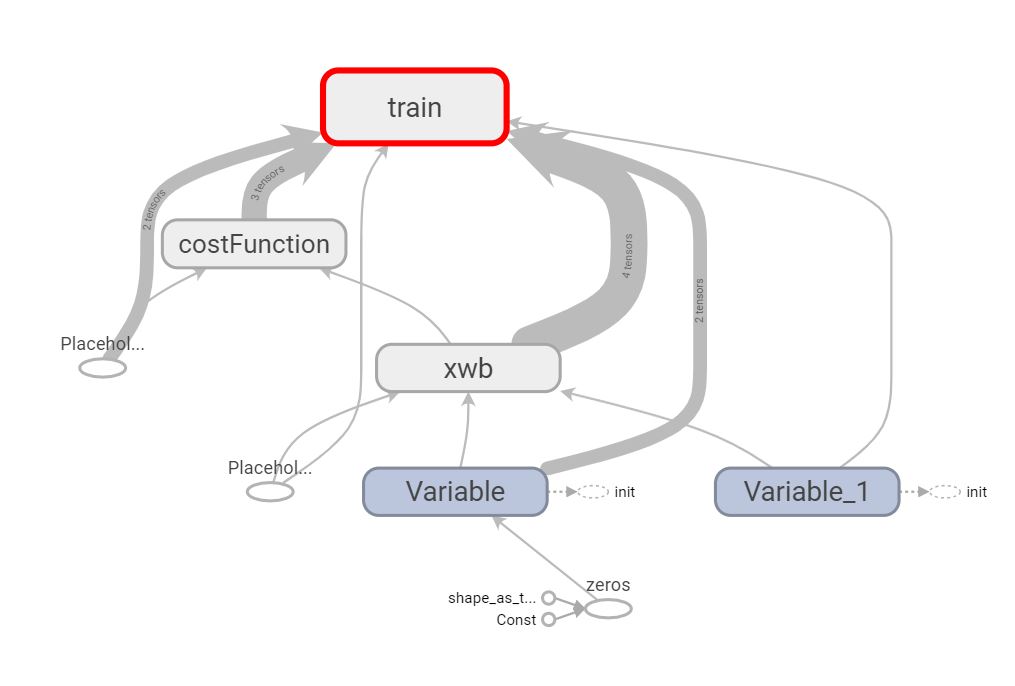 train
2 tensors
3 tensors
costFunction
4 tensors
2 tensors
Placehol...
xwb
Placehol...
Variable
init
Variable_1
init
zeros
shape_as_t...
Const